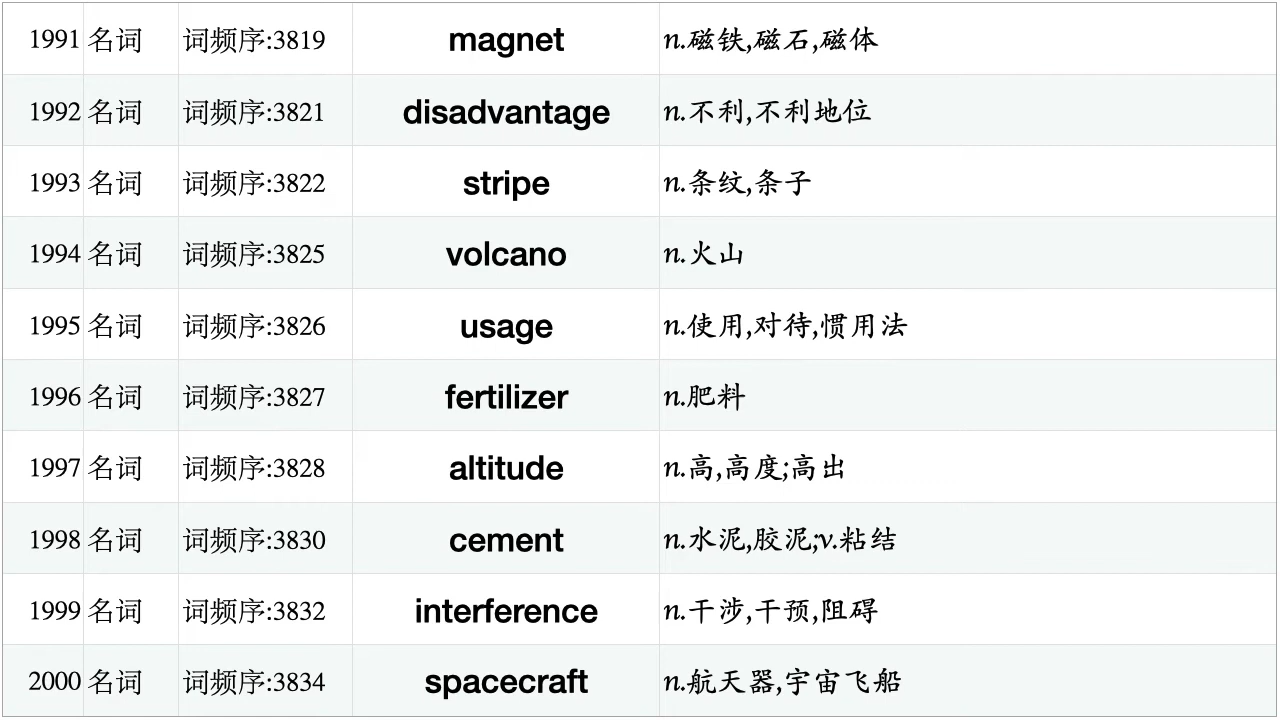 1991 名词 词频序:3819 magnet n.磁铁,磁石,磁体
1992 名词 词频序:3821 disadvantage n.不利,不利地位
1993 名词 词频序:3822 stripe n.条纹,条子
1994 名词 词频序:3825 volcano n.火山
1995 名词 词频序:3826 usage n.使用,对待,惯用法
1996 名词 词频序:3827 fertilizer n.肥料
1997 名词 词频序:3828 altitude n.高,高度;高出
1998 名词 词频序:3830 cement n.水泥,胶泥;v.粘结
1999 名词 词频序:3832 interference n.干涉,干预,阻碍
2000 名词 词频序:3834 spacecraft n.航天器,宇宙飞船